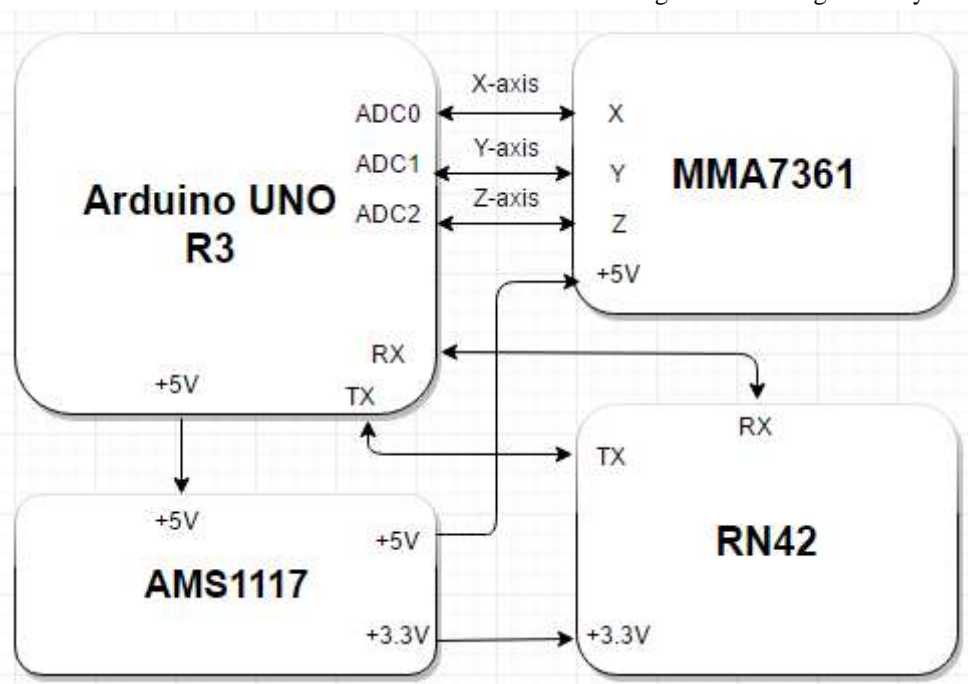 X-axis
ADC0
X
Y-axis
ADC1
Y
MMA7361
Arduino UNO
R3
Z-axis
ADC2
Z
+5V
RX
+5V
TX
RX
TX
+5V
+5V
RN42
AMS1117
+3.3V
+3.3V